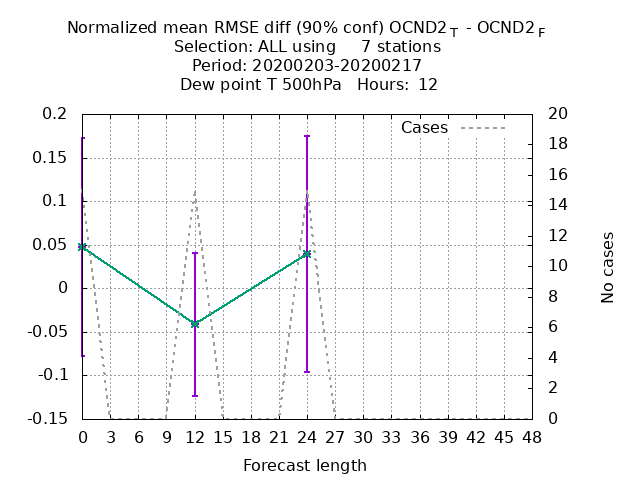 Normalized mean RMSE diff (90% conf) OCND2 T - OCND2 F
Selection: ALL using 7 stations
Period: 20200203-20200217
Dew point T 500hPa Hours: 12
Cases
0.2
0.15
0.1
0.05
0
-0.05
-0.1
-0.15
20
18
16
14
12
10
8
6
4
2
0
No cases
0 3 6 9 12 15 18 21 24 27 30 33 36 39 42 45 48
Forecast length